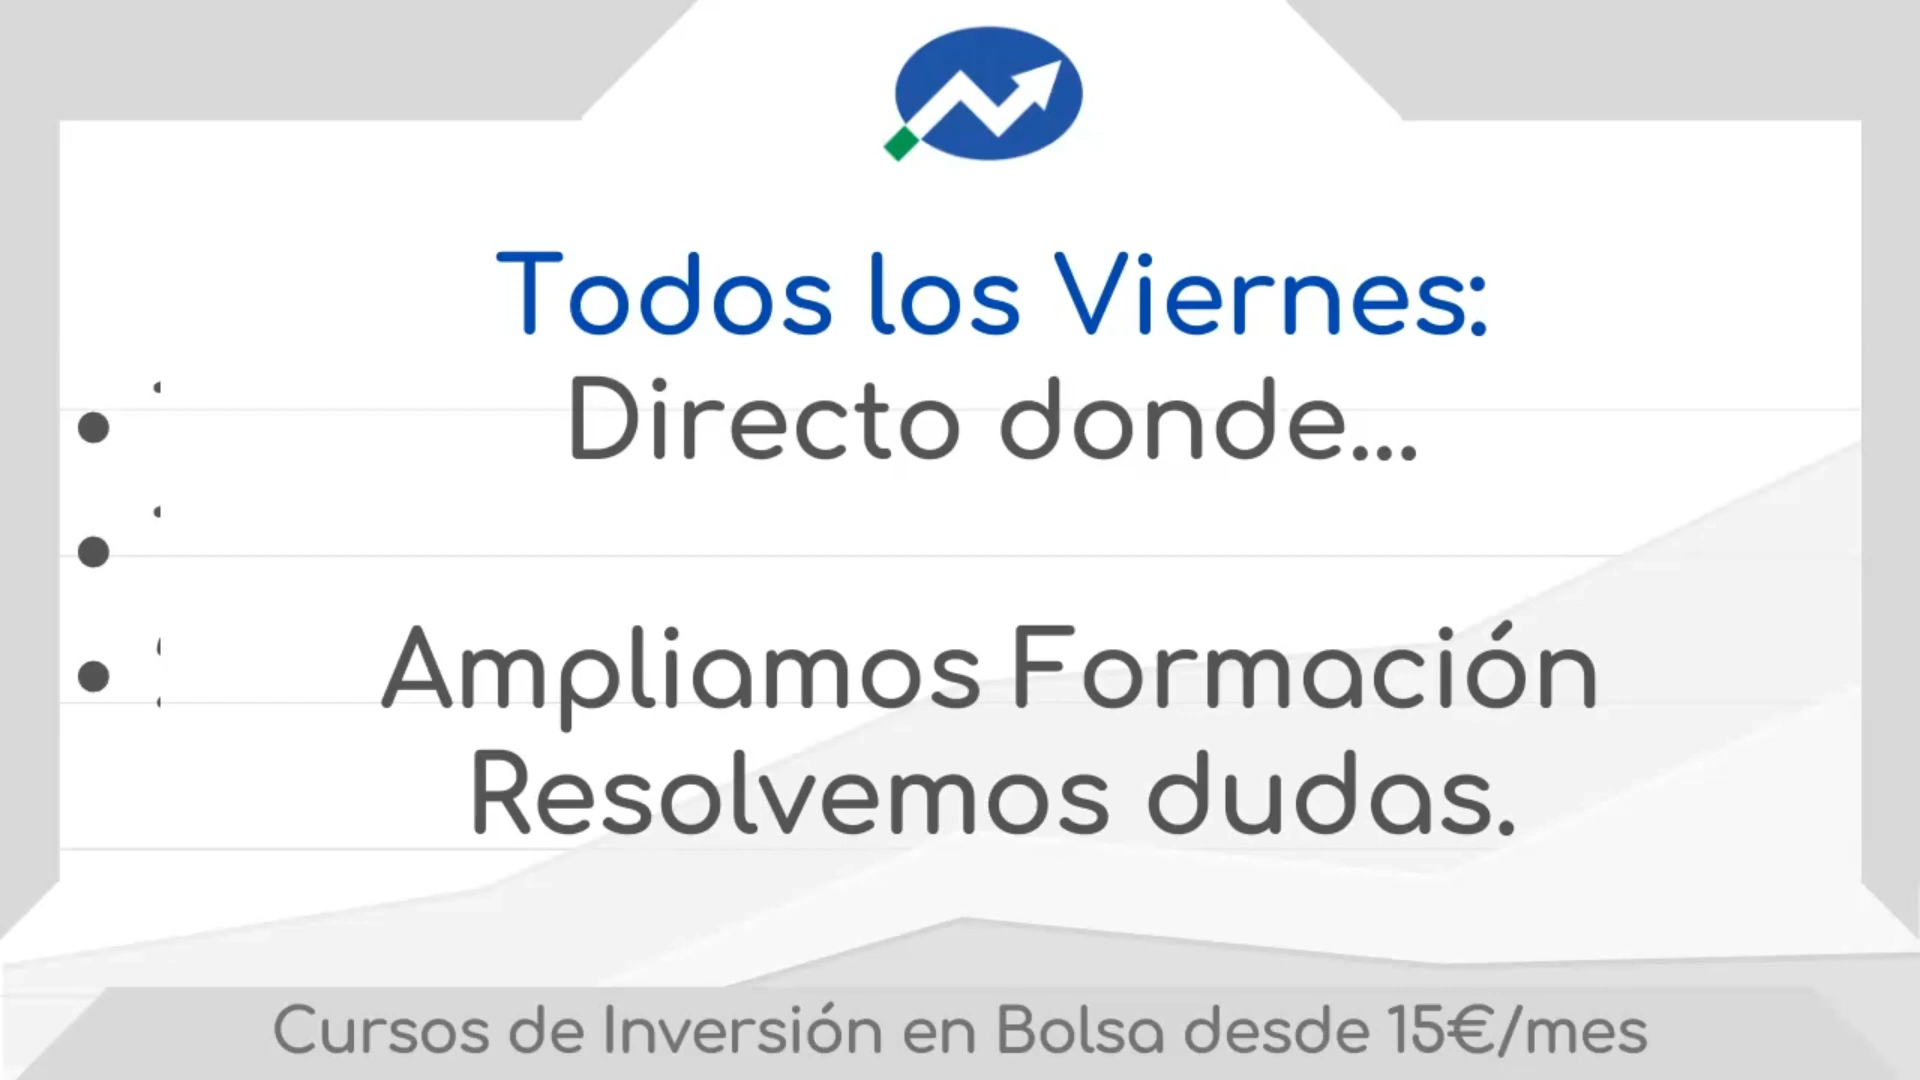 Todos los Viernes:
Directo donde...
Ampliamos Formación
Resolvemos dudas.
Cursos de Inversión en Bolsa desde 15€/mes